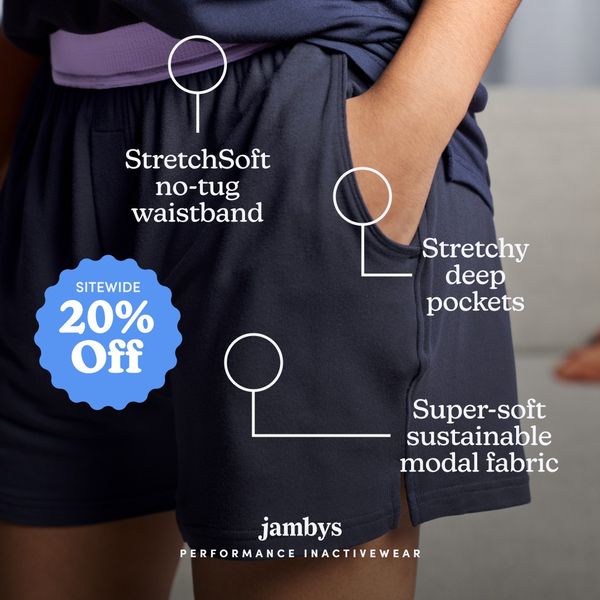 StretchSoft
no-tug
waistband
Stretchy
deep
pockets
SITEWIDE
20%
Off
Super-soft
sustainable
modal fabric
jambys
PERFORMANCE INACTIVEWEAR